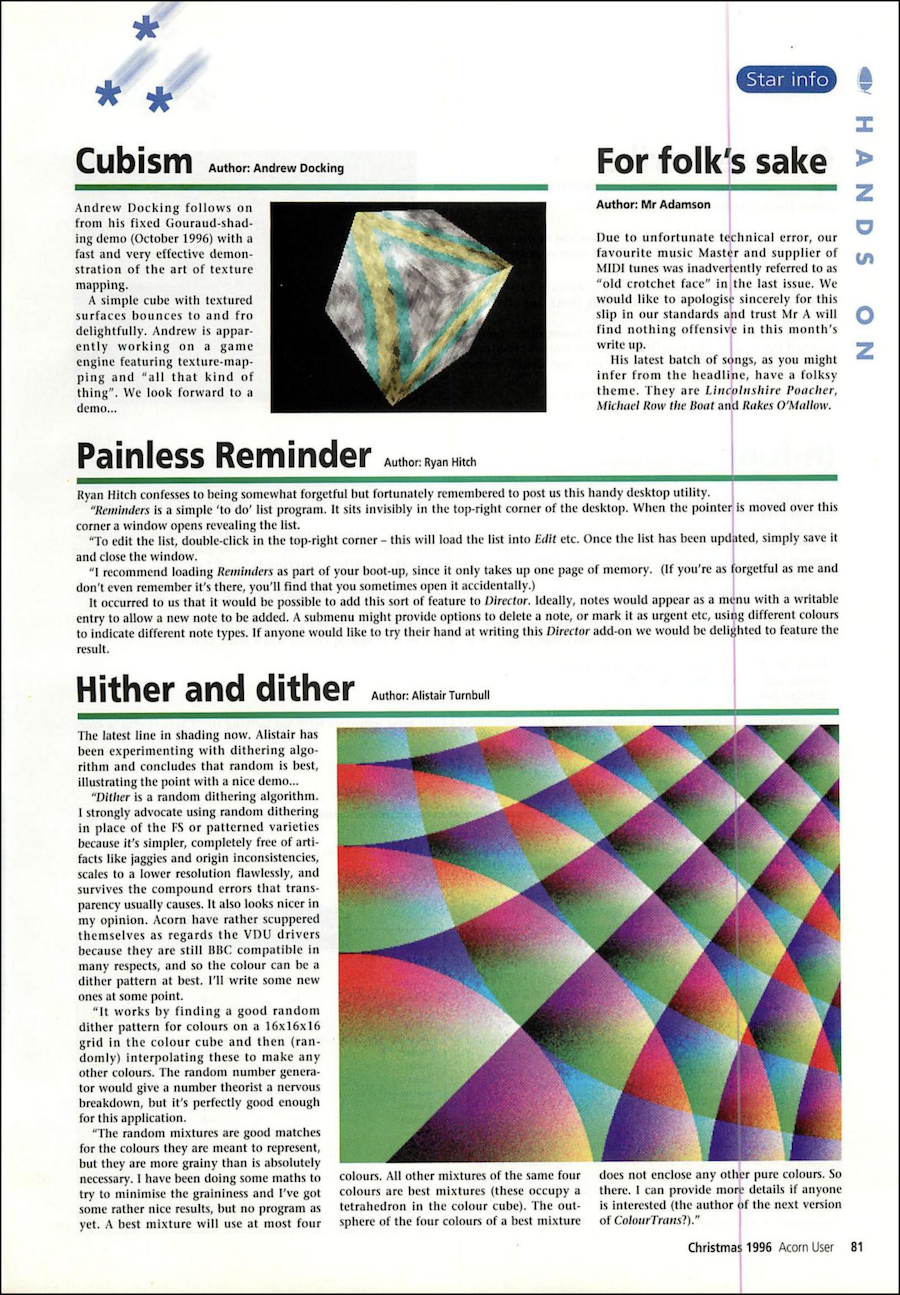 Star info
HANDS ON
Cubism Author: Andrew Docking
Andrew Docking follows on
from his fixed Gouraud-shad-
ing demo (October 1996) with a
fast and very effective demon-
stration of the art of texture
mapping.
A simple cube with textured
surfaces bounces to and fro
delightfully. Andrew is appar-
ently working on a game
engine featuring texture-map-
ping and "all that kind of
thing". We look forward to a
demo...
For folk's sake
Author: Mr Adamson
Due to unfortunate technical error, our
favourite music Master and supplier of
MIDI tunes was inadvertently referred to as
"old crotchet face" in the last issue. We
would like to apologise sincerely for this
slip in our standards and trust Mr A will
find nothing offensive in this month's
write up.
His latest batch of songs, as you might
infer from the headline, have a folksy
theme. They are Lincolnshire Poacher,
Michael Row the Boat and Rakes O'Mallow.
Painless Reminder Author: Ryan Hitch
Ryan Hitch confesses to being somewhat forgetful but fortunately remembered to post us this handy desktop utility.
"Reminders is a simple 'to do' list program. It sits invisibly in the top-right corner of the desktop. When the pointer is moved over this
corner a window opens revealing the list.
"To edit the list, double-click in the top-right corner – this will load the list into Edit etc. Once the list has been updated, simply save it
and close the window.
"I recommend loading Reminders as part of your boot-up, since it only takes up one page of memory. (If you're as forgetful as me and
don't even remember it's there, you'll find that you sometimes open it accidentally.)
It occurred to us that it would be possible to add this sort of feature to Director. Ideally, notes would appear as a menu with a writable
entry to allow a new note to be added. A submenu might provide options to delete a note, or mark it as urgent etc, using different colours
to indicate different note types. If anyone would like to try their hand at writing this Director add-on we would be delighted to feature the
result.
Hither and dither Author: Alistair Turnbull
The latest line in shading now. Alistair has
been experimenting with dithering algo-
rithm and concludes that random is best,
illustrating the point with a nice demo...
"Dither is a random dithering algorithm.
I strongly advocate using random dithering
in place of the FS or patterned varieties
because it's simpler, completely free of arti-
facts like jaggies and origin inconsistencies,
scales to a lower resolution flawlessly, and
survives the compound errors that trans-
parency usually causes. It also looks nicer in
my opinion. Acorn have rather scuppered
themselves as regards the VDU drivers
because they are still BBC compatible in
many respects, and so the colour can be a
dither pattern at best. I'll write some new
ones at some point.
"It works by finding a good random
dither pattern for colours on a 16x16x16
grid in the colour cube and then (ran-
domly) interpolating these to make any
other colours. The random number genera-
tor would give a number theorist a nervous
breakdown, but it's perfectly good enough
for this application.
"The random mixtures are good matches
for the colours they are meant to represent,
but they are more grainy than is absolutely
necessary. I have been doing some maths to
try to minimise the graininess and I've got
some rather nice results, but no program as
yet. A best mixture will use at most four
colours. All other mixtures of the same four
colours are best mixtures (these occupy a
tetrahedron in the colour cube). The out-
sphere of the four colours of a best mixture
does not enclose any other pure colours. So
there. I can provide more details if anyone
is interested (the author of the next version
of ColourTrans?)."
Christmas 1996 Acorn User 81